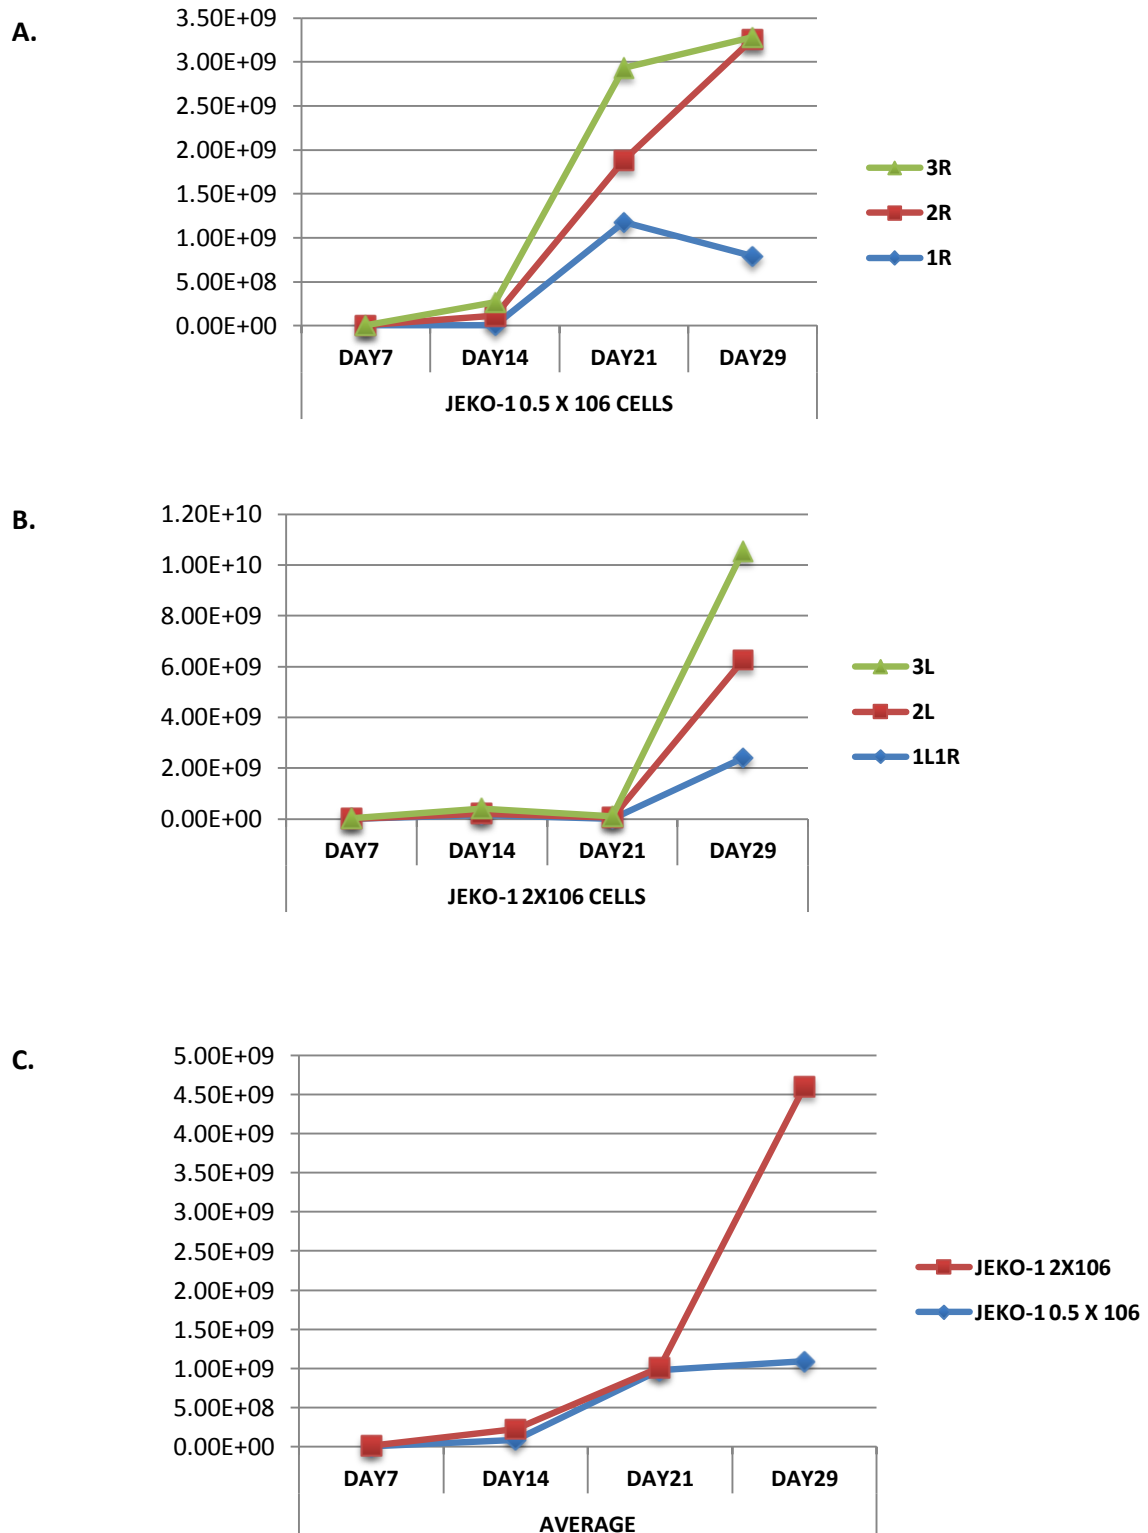 A.
3.50E+09
3.00E+09
2.50E+09
2.00E+09
1.50E+09
1.00E+09
5.00E+08
0.00E+00
DAY7 DAY14 DAY21 DAY29
JEKO-1 0.5 X 106 CELLS
3R
2R
1R
B.
1.20E+10
1.00E+10
8.00E+09
6.00E+09
4.00E+09
2.00E+09
0.00E+00
DAY7 DAY14 DAY21 DAY29
JEKO-1 2X106 CELLS
3L
2L
1L1R
C.
5.00E+09
4.50E+09
4.00E+09
3.50E+09
3.00E+09
2.50E+09
2.00E+09
1.50E+09
1.00E+09
5.00E+08
0.00E+00
DAY7 DAY14 DAY21 DAY29
AVERAGE
JEKO-1 2X106
JEKO-1 0.5 X 106